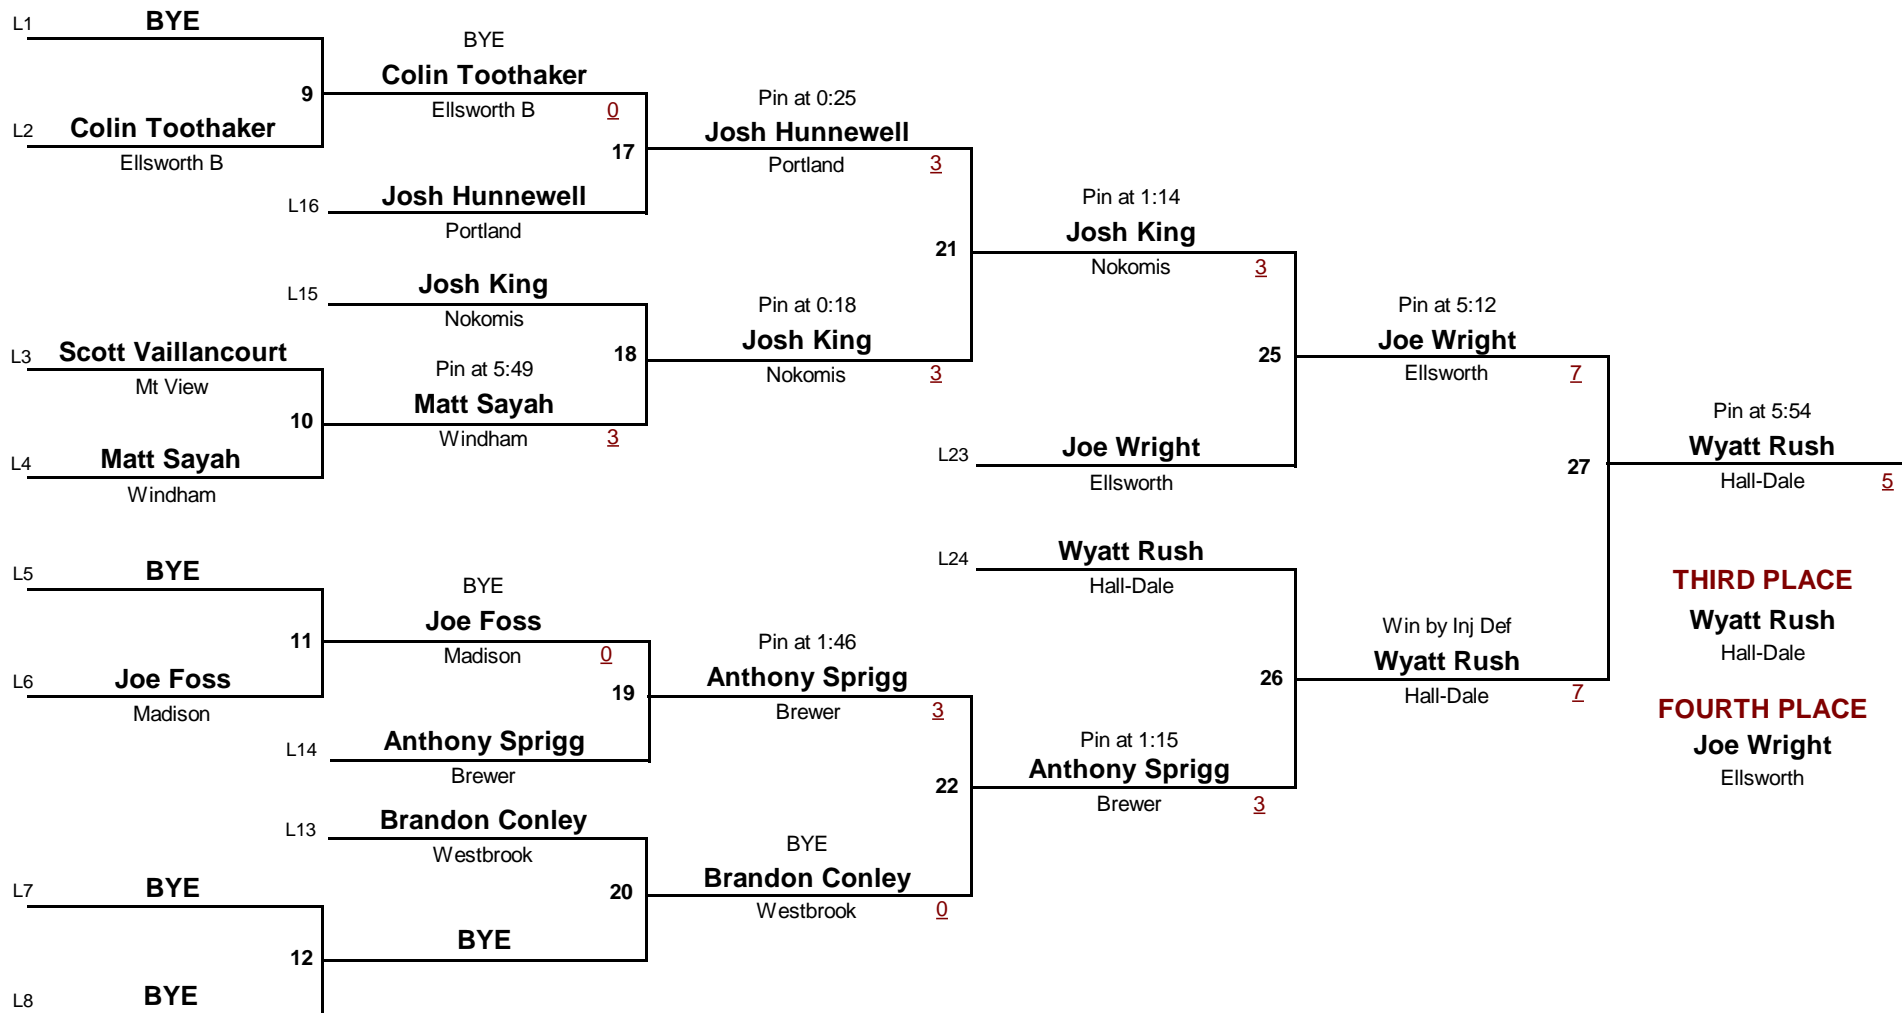 L1 BYE
9
L2 Colin Toothaker
Ellsworth B
BYE
Colin Toothaker
Ellsworth B 0
17
L16 Josh Hunnewell
Portland
Pin at 0:25
Josh Hunnewell
Portland 3
21
L15 Josh King
Nokomis
18
L3 Scott Vaillancourt
Mt View
10
L4 Matt Sayah
Windham
Pin at 5:49
Matt Sayah
Windham 3
Pin at 0:18
Josh King
Nokomis 3
Pin at 1:14
Josh King
Nokomis 3
25
L23 Joe Wright
Ellsworth
Pin at 5:12
Joe Wright
Ellsworth 7
27
Pin at 5:54
Wyatt Rush
Hall-Dale 5
L5 BYE
11
L6 Joe Foss
Madison
BYE
Joe Foss
Madison 0
19
L14 Anthony Sprigg
Brewer
Pin at 1:46
Anthony Sprigg
Brewer 3
22
L13 Brandon Conley
Westbrook
20
L7 BYE
12
L8 BYE
BYE
BYE
Brandon Conley
Westbrook 0
Pin at 1:15
Anthony Sprigg
Brewer 3
L24 Wyatt Rush
Hall-Dale
26
Win by Inj Def
Wyatt Rush
Hall-Dale 7
THIRD PLACE
Wyatt Rush
Hall-Dale
FOURTH PLACE
Joe Wright
Ellsworth